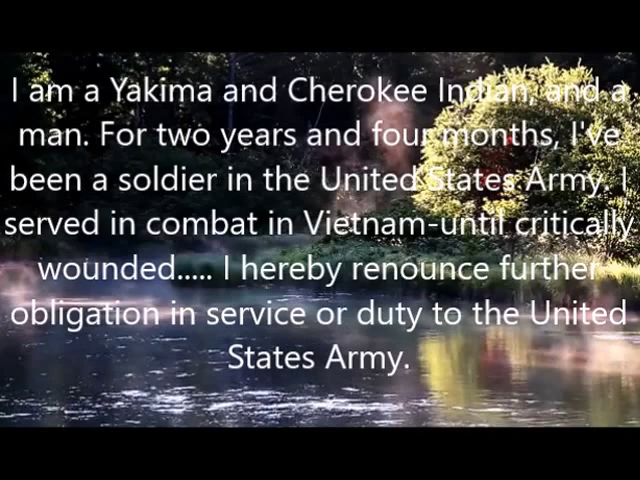 I am a Yakima and Cherokee Indian, and a
man. For two years and four months, I've
been a soldier in the United States Army. I
served in combat in Vietnam-until critically
wounded..... I hereby renounce further
obligation in service or duty to the United
States Army.